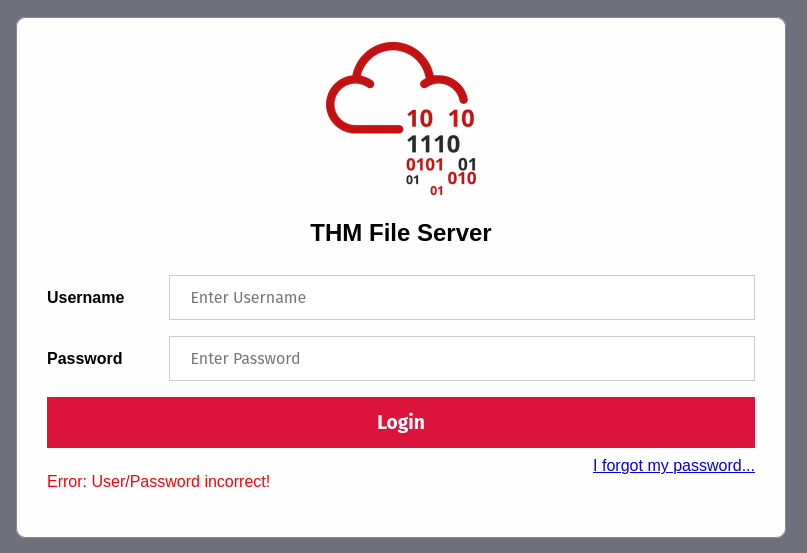 10 10
1110
0101 01
01 010
01
THM File Server
Username
Enter Username
Password
Enter Password
Login
I forgot my password...
Error: User/Password incorrect!